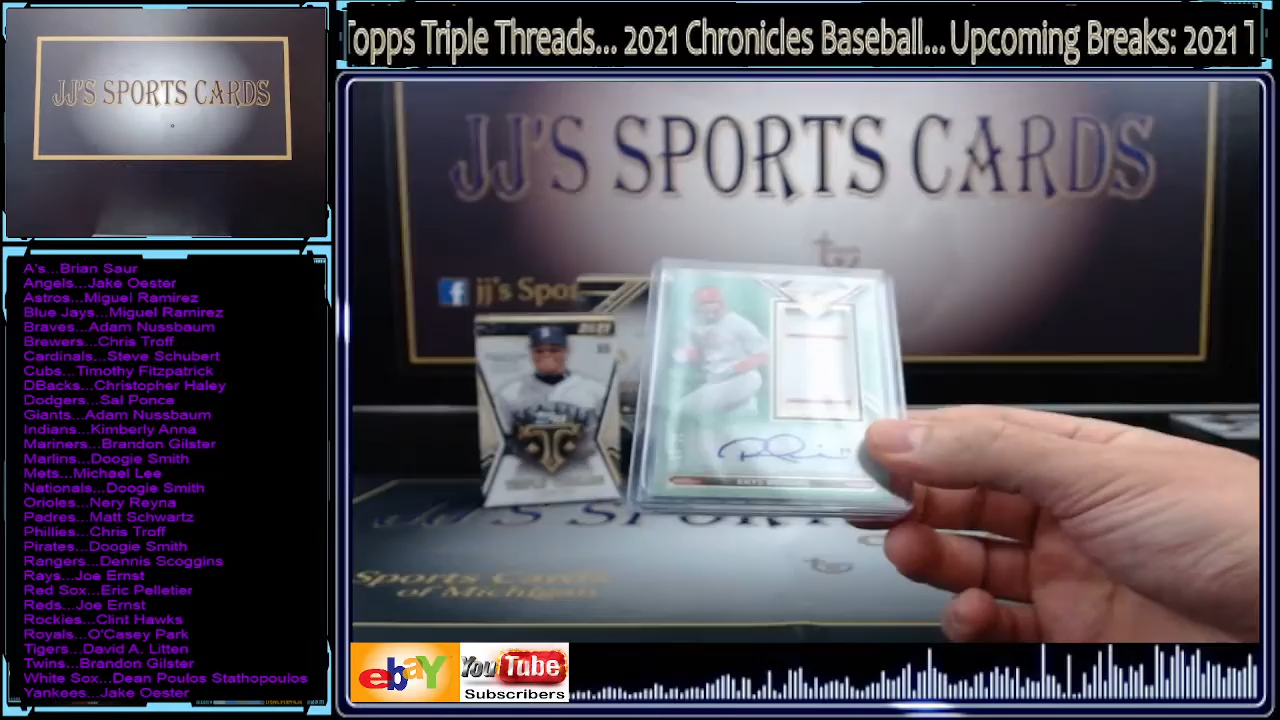 JJ'S SPORTS CARDS
Topps Triple Threads... 2021 Chronicles Baseball... Upcoming Breaks: 2021 T
JJ'S SPORTS CARDS
jj's Spor
2021
Sports Ca
of Michigan
A's...Brian Saur
Angels...Jake Oester
Astros...Miguel Ramirez
Blue Jays...Miguel Ramirez
Braves...Adam Nussbaum
Brewers...Chris Troff
Cardinals...Steve Schubert
Cubs...Timothy Fitzpatrick
DBacks...Christopher Haley
Dodgers...Sal Ponce
Giants...Adam Nussbaum
Indians...Kimberly Anna
Mariners...Brandon Gilster
Marlins...Doogie Smith
Mets...Michael Lee
Nationals...Doogie Smith
Orioles...Nery Reyna
Padres...Matt Schwartz
Phillies...Chris Troff
Pirates...Doogie Smith
Rangers...Dennis Scoggins
Rays...Joe Ernst
Red Sox...Eric Pelletier
Reds...Joe Ernst
Rockies...Clint Hawks
Royals...O'Casey Park
Tigers...David A. Litten
Twins...Brandon Gilster
White Sox...Dean Poulos Stathopoulos
Yankees...Jake Oester
ebaY
YouTube
Subscribers